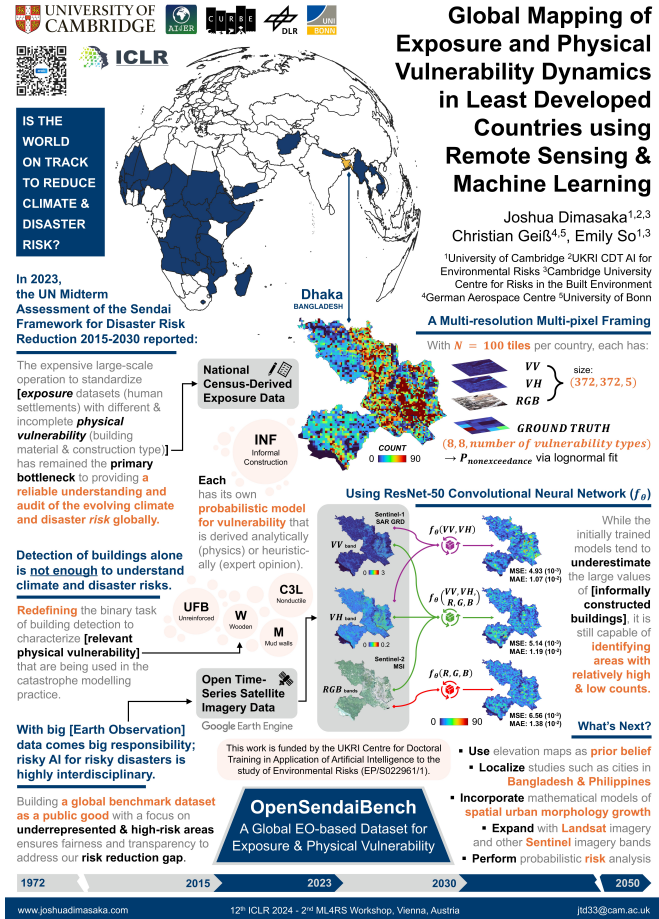 UNIVERSITY OF
CAMBRIDGE
AI4ER
CURBE
DLR
UNI
BONN
ICLR
Global Mapping of
Exposure and Physical
Vulnerability Dynamics
in Least Developed
Countries using
Remote Sensing &
Machine Learning
Joshua Dimasaka1,2,3
Christian Geiß4,5, Emily So1,3
1University of Cambridge 2UKRI CDT AI for
Environmental Risks 3Cambridge University
Centre for Risks in the Built Environment
4German Aerospace Centre 5University of Bonn
IS THE
WORLD
ON TRACK
TO REDUCE
CLIMATE &
DISASTER
RISK?
In 2023,
the UN Midterm
Assessment of the Sendai
Framework for Disaster Risk
Reduction 2015-2030 reported:
The expensive large-scale
operation to standardize
[exposure datasets (human
settlements) with different &
incomplete physical
vulnerability (building
material & construction type)]
has remained the primary
bottleneck to providing a
reliable understanding and
audit of the evolving climate
and disaster risk globally.
Detection of buildings alone
is not enough to understand
climate and disaster risks.
Redefining the binary task
of building detection to
characterize [relevant
physical vulnerability]
that are being used in the
catastrophe modelling
practice.
With big [Earth Observation]
data comes big responsibility;
risky AI for risky disasters is
highly interdisciplinary.
Building a global benchmark dataset
as a public good with a focus on
underrepresented & high-risk areas
ensures fairness and transparency to
address our risk reduction gap.
Dhaka
BANGLADESH
National
Census-Derived
Exposure Data
COUNT
0 90
INF
Informal
Construction
Each
has its own
probabilistic model
for vulnerability that
is derived analytically
(physics) or heuristic-
ally (expert opinion).
C3L
Nonductile
UFB
Unreinforced
W
Wooden
M
Mud walls
Open Time-
Series Satellite
Imagery Data
Google Earth Engine
A Multi-resolution Multi-pixel Framing
With N = 100 tiles per country, each has:
VV
VH
RGB
size:
(372, 372, 5)
GROUND TRUTH
(8, 8, number of vulnerability types)
→ Pnonexceedance via lognormal fit
Using ResNet-50 Convolutional Neural Network (fθ)
Sentinel-1
SAR GRD
VV band
0 3
VH band
0 0.2
Sentinel-2
MSI
RGB bands
fθ(VV, VH)
MSE: 4.93 (10-3)
MAE: 1.07 (10-2)
fθ(VV, VH,
R, G, B)
MSE: 5.14 (10-3)
MAE: 1.19 (10-2)
fθ(R, G, B)
MSE: 6.56 (10-3)
MAE: 1.38 (10-2)
0 90
While the
initially trained
models tend to
underestimate
the large values
of [informally
constructed
buildings], it is
still capable of
identifying
areas with
relatively high
& low counts.
What's Next?
▪ Use elevation maps as prior belief
▪ Localize studies such as cities in
Bangladesh & Philippines
▪ Incorporate mathematical models of
spatial urban morphology growth
▪ Expand with Landsat imagery
and other Sentinel imagery bands
▪ Perform probabilistic risk analysis
This work is funded by the UKRI Centre for Doctoral
Training in Application of Artificial Intelligence to the
study of Environmental Risks (EP/S022961/1).
OpenSendaiBench
A Global EO-based Dataset for
Exposure & Physical Vulnerability
1972 2015 2023 2030 2050
www.joshuadimasaka.com 12th ICLR 2024 - 2nd ML4RS Workshop, Vienna, Austria jtd33@cam.ac.uk